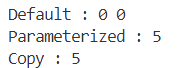 Default : 0 0
Parameterized : 5
Copy : 5